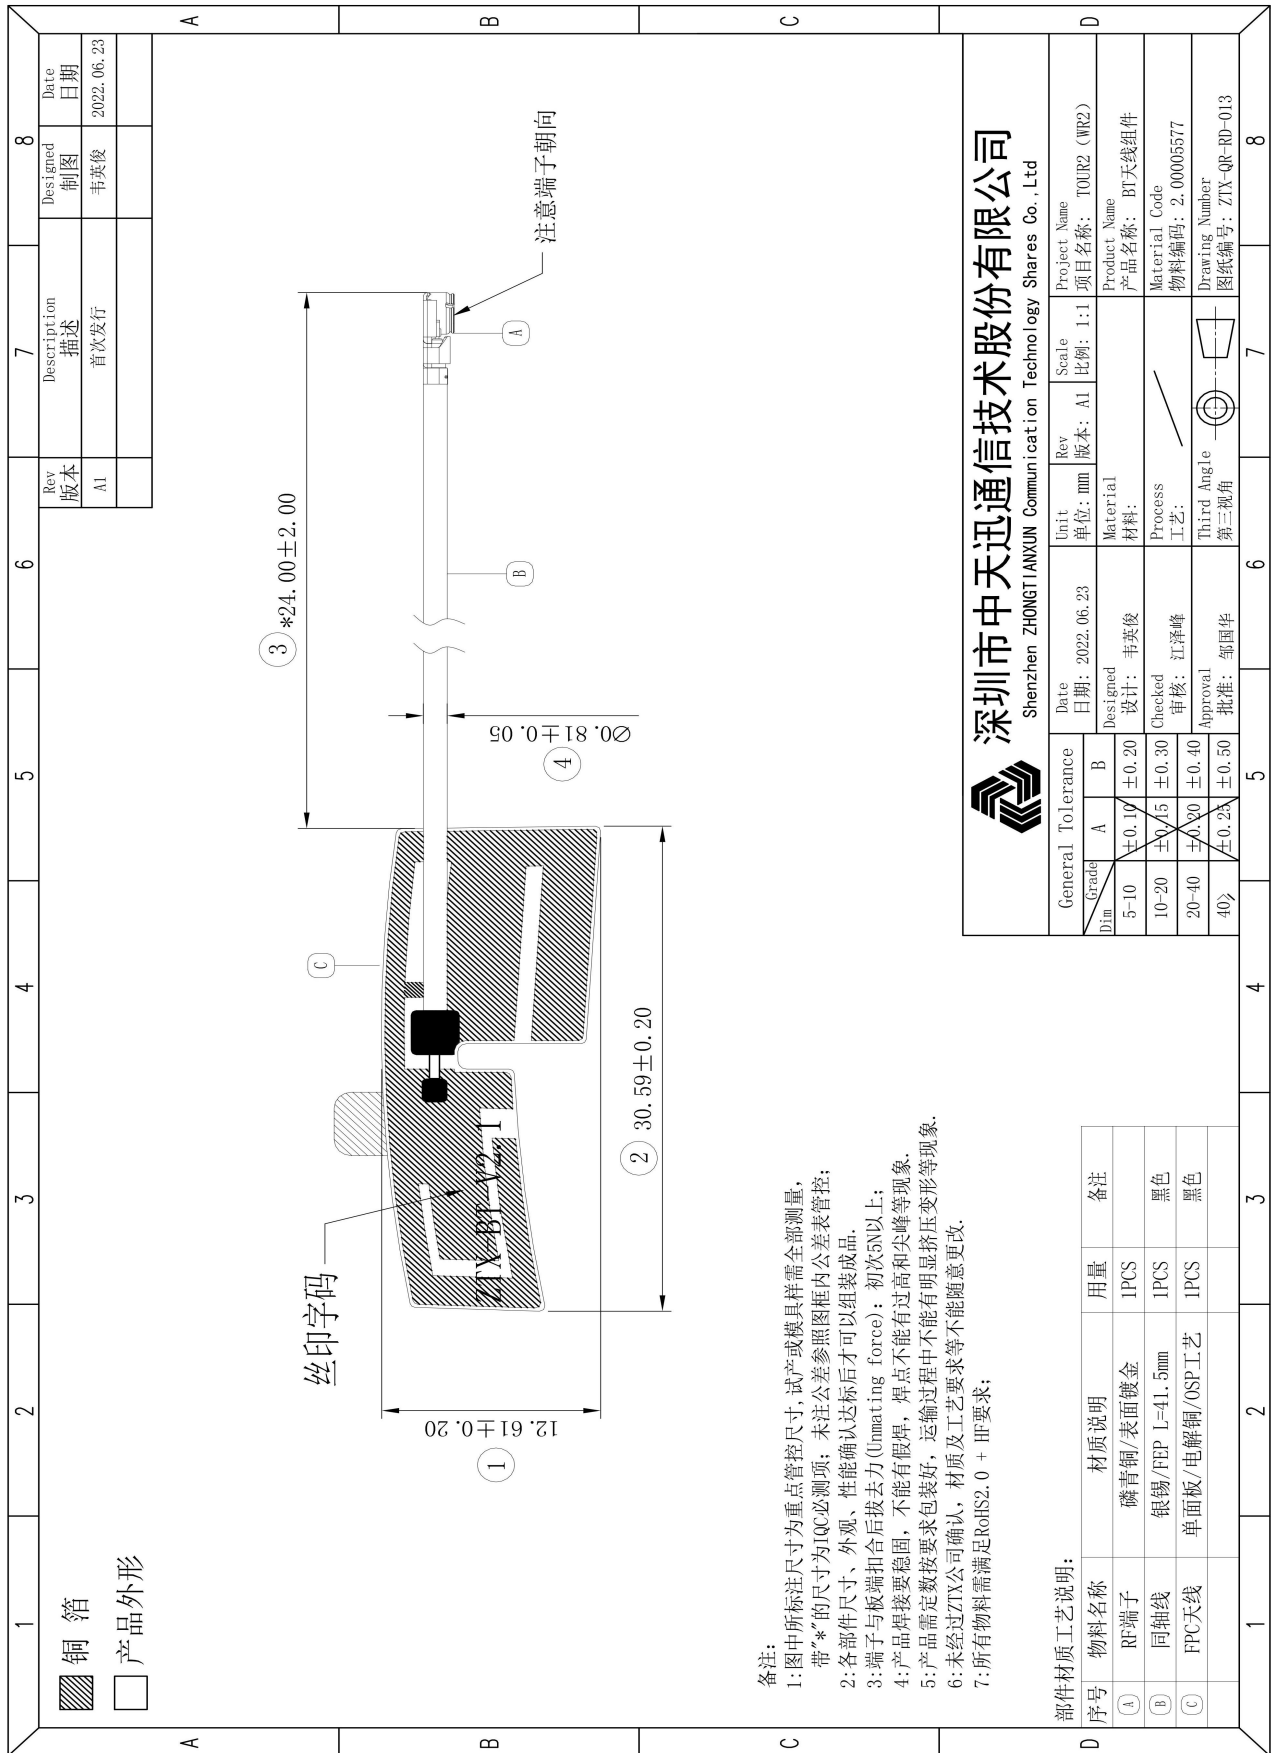 1 2 3 4 5 6 7 8
A
B
C
D
Rev Description Designed Date
版本 描述 制图 日期
A1 首次发行 韦英俊 2022.06.23
铜 箔
产品外形
丝印字码
ZTX-BT-V2.1
C
③ *24.00±2.00
注意端子朝向
A
B
④ Ø0.81±0.05
① 12.61±0.20
② 30.59±0.20
备注:
1:图中所标注尺寸为重点管控尺寸,试产或模具样需全部测量,
带"*"的尺寸为IQC必测项; 未注公差参照图框内公差表管控;
2:各部件尺寸、外观、性能确认达标后才可以组装成品.
3:端子与板端扣合后拔去力(Unmating force): 初次5N以上;
4:产品焊接要稳固, 不能有假焊, 焊点不能有过高和尖峰等现象.
5:产品需定数按要求包装好, 运输过程中不能有明显挤压变形等现象.
6:未经过ZTX公司确认, 材质及工艺要求等不能随意更改.
7:所有物料需满足RoHS2.0 + HF要求;
部件材质工艺说明:
序号 物料名称 材质说明 用量 备注
A RF端子 磷青铜/表面镀金 1PCS
B 同轴线 银锡/FEP L=41.5mm 1PCS 黑色
C FPC天线 单面板/电解铜/OSP工艺 1PCS 黑色
深圳市中天迅通信技术股份有限公司
Shenzhen ZHONGTIANXUN Communication Technology Shares Co.,Ltd
General Tolerance
Grade
Dim A B
5-10 ±0.10 ±0.20
10-20 ±0.15 ±0.30
20-40 ±0.20 ±0.40
40> ±0.25 ±0.50
Date
日期: 2022.06.23
Designed
设计: 韦英俊
Checked
审核: 江泽峰
Approval
批准: 邹国华
Unit
单位: mm
Rev
版本: A1
Scale
比例: 1:1
Material
材料:
Process
工艺:
Third Angle
第三视角
Project Name
项目名称: TOUR2 (WR2)
Product Name
产品名称: BT天线组件
Material Code
物料编码: 2.00005577
Drawing Number
图纸编号: ZTX-QR-RD-013
A
B
C
D
1 2 3 4 5 6 7 8